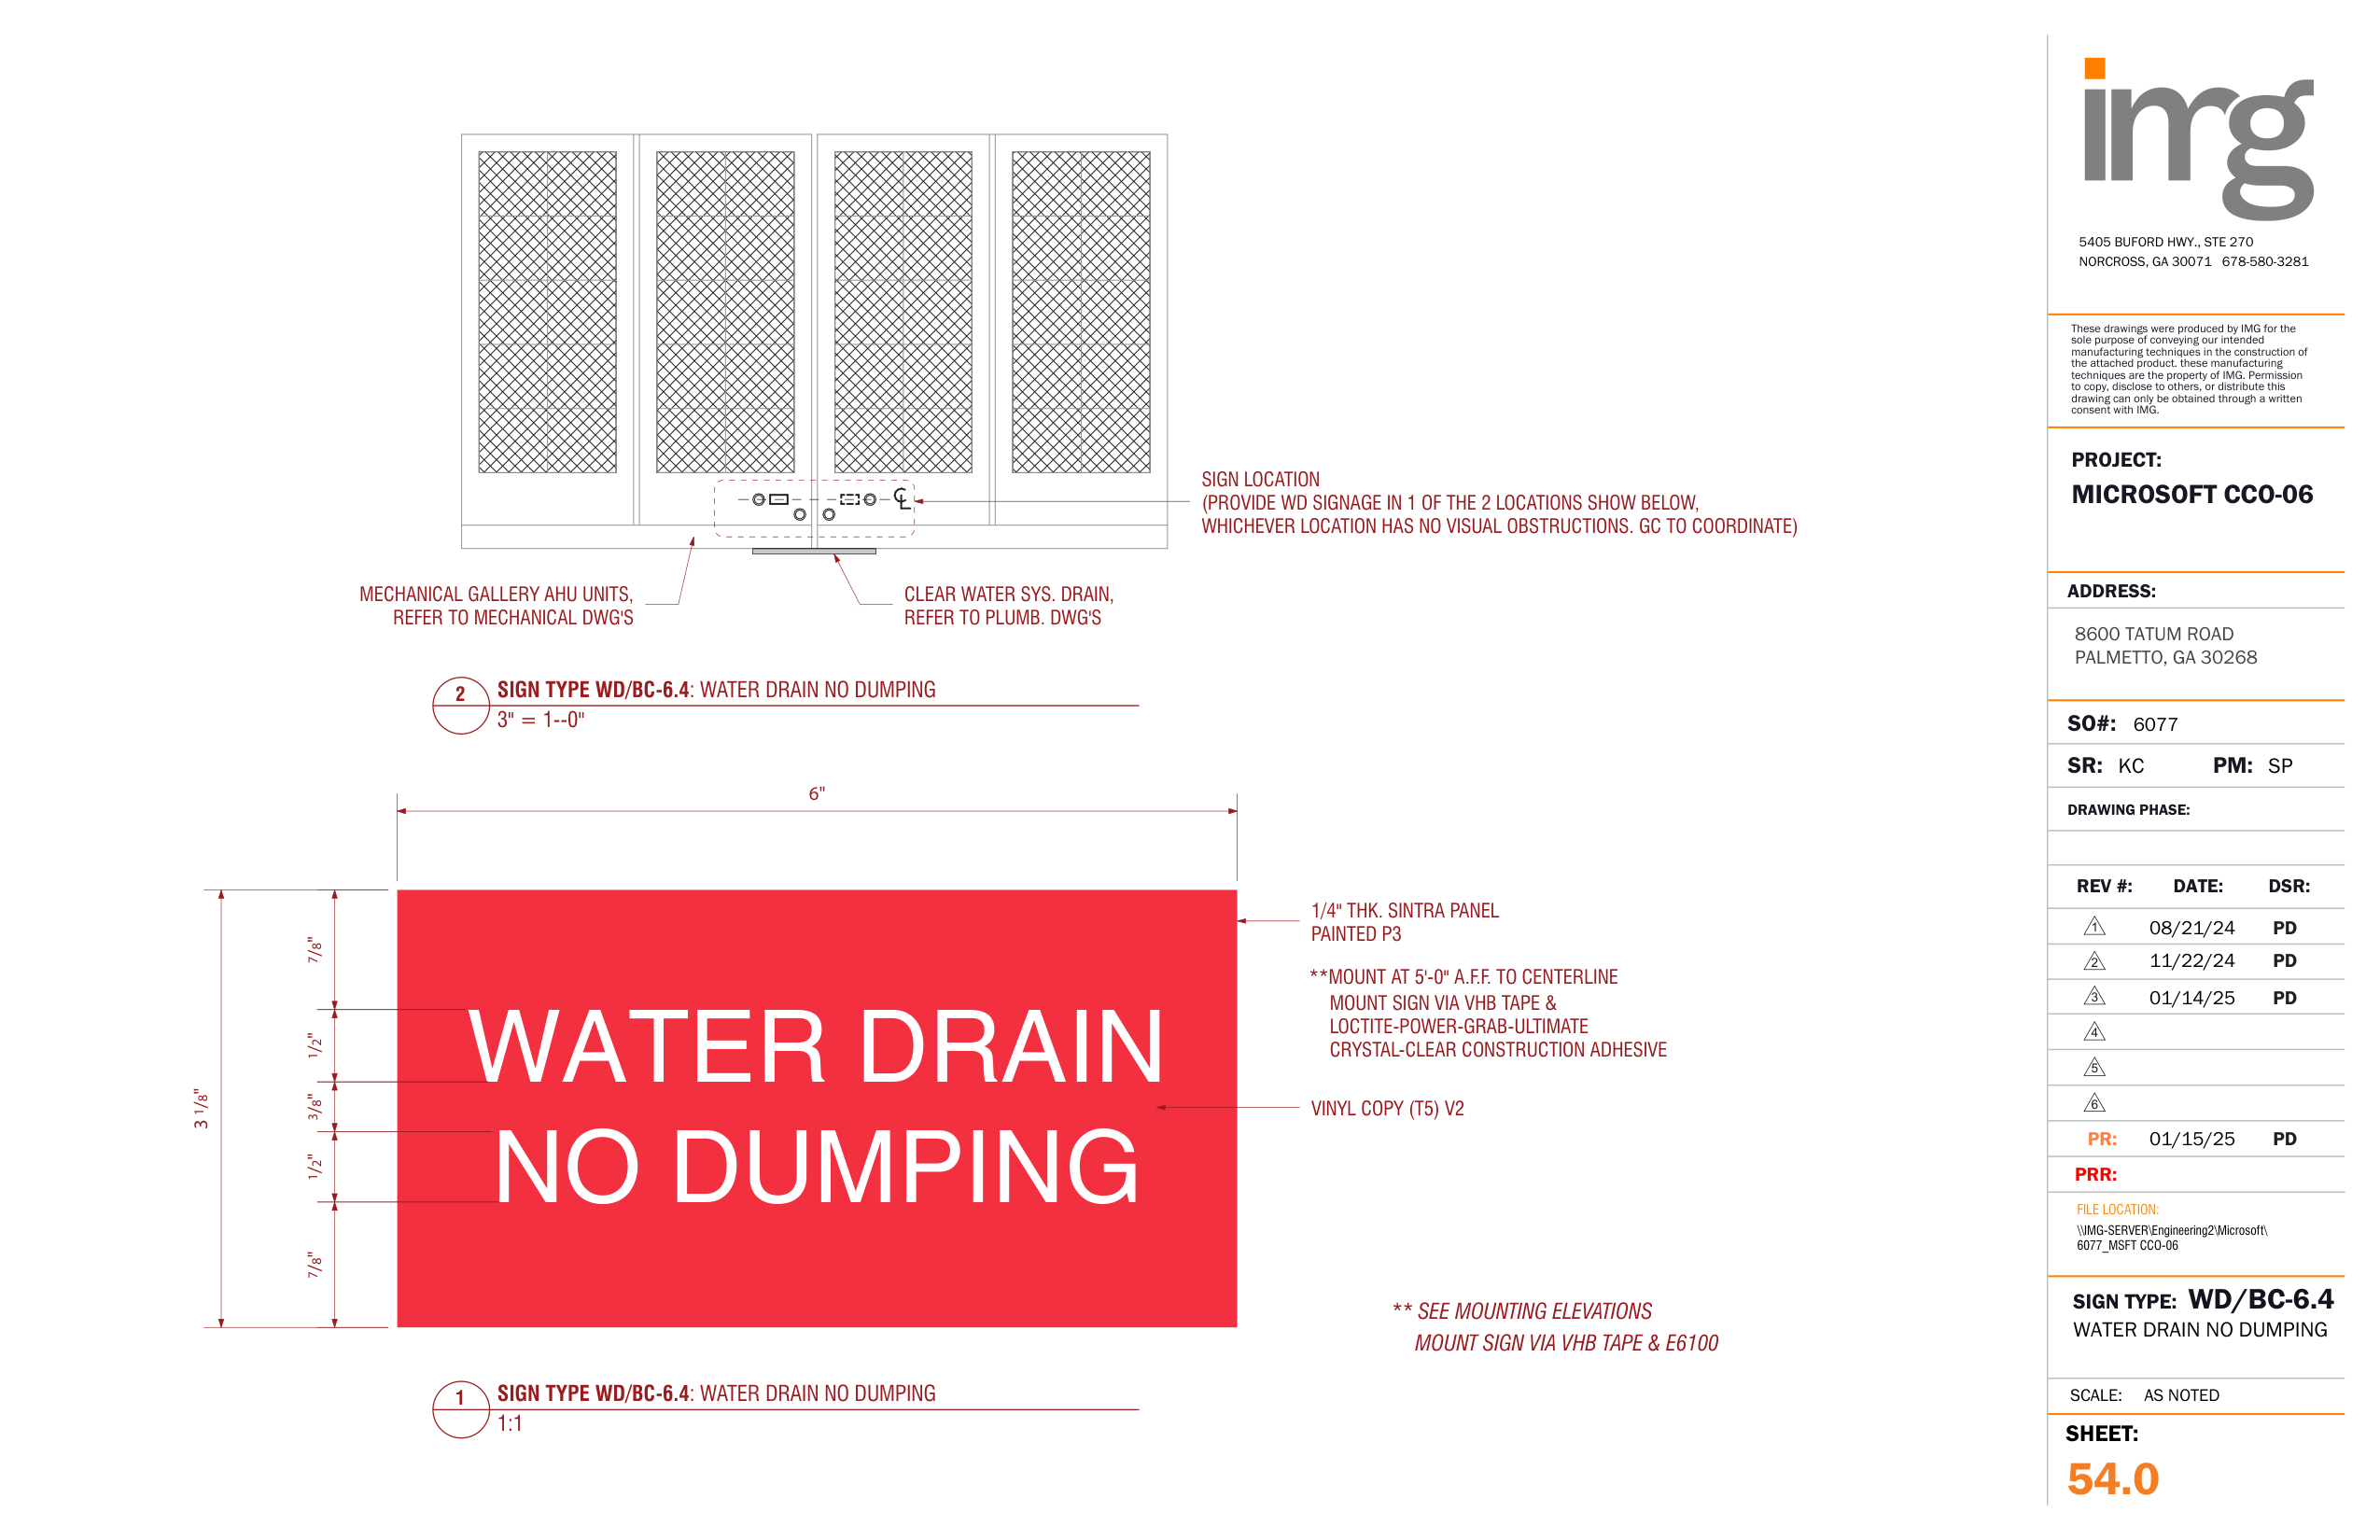 SIGN LOCATION
(PROVIDE WD SIGNAGE IN 1 OF THE 2 LOCATIONS SHOW BELOW,
WHICHEVER LOCATION HAS NO VISUAL OBSTRUCTIONS. GC TO COORDINATE)
MECHANICAL GALLERY AHU UNITS,
REFER TO MECHANICAL DWG'S
CLEAR WATER SYS. DRAIN,
REFER TO PLUMB. DWG'S
2
SIGN TYPE WD/BC-6.4: WATER DRAIN NO DUMPING
3" = 1--0"
6"
3 1/8"
7/8"
1/2"
3/8"
1/2"
7/8"
WATER DRAIN
NO DUMPING
1/4" THK. SINTRA PANEL
PAINTED P3
**MOUNT AT 5'-0" A.F.F. TO CENTERLINE
MOUNT SIGN VIA VHB TAPE &
LOCTITE-POWER-GRAB-ULTIMATE
CRYSTAL-CLEAR CONSTRUCTION ADHESIVE
VINYL COPY (T5) V2
** SEE MOUNTING ELEVATIONS
MOUNT SIGN VIA VHB TAPE & E6100
1
SIGN TYPE WD/BC-6.4: WATER DRAIN NO DUMPING
1:1
img
5405 BUFORD HWY., STE 270
NORCROSS, GA 30071 678-580-3281
These drawings were produced by IMG for the
sole purpose of conveying our intended
manufacturing techniques in the construction of
the attached product. these manufacturing
techniques are the property of IMG. Permission
to copy, disclose to others, or distribute this
drawing can only be obtained through a written
consent with IMG.
PROJECT:
MICROSOFT CCO-06
ADDRESS:
8600 TATUM ROAD
PALMETTO, GA 30268
SO#: 6077
SR: KC PM: SP
DRAWING PHASE:
REV #: DATE: DSR:
1 08/21/24 PD
2 11/22/24 PD
3 01/14/25 PD
4
5
6
PR: 01/15/25 PD
PRR:
FILE LOCATION:
\\IMG-SERVER\Engineering2\Microsoft\
6077_MSFT CCO-06
SIGN TYPE: WD/BC-6.4
WATER DRAIN NO DUMPING
SCALE: AS NOTED
SHEET:
54.0